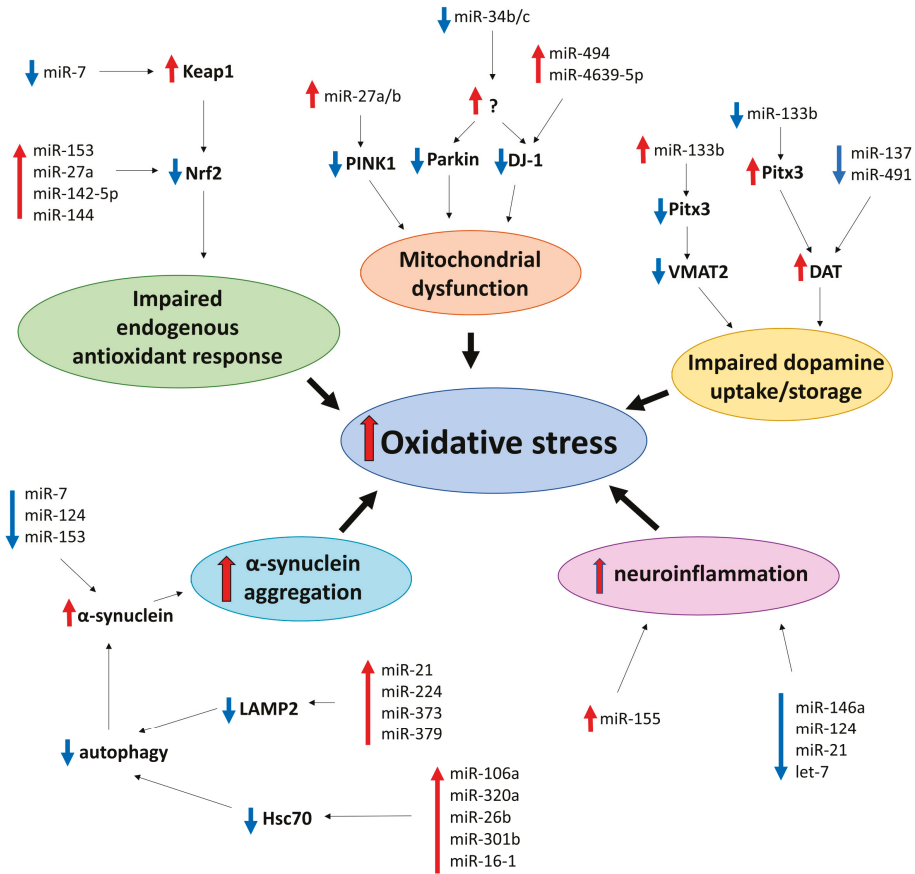 miR-34b/c
miR-7
Keap1
miR-494
miR-4639-5p
miR-27a/b
?
miR-153
miR-27a
miR-142-5p
miR-144
Nrf2
PINK1
Parkin
DJ-1
miR-133b
miR-133b
Pitx3
miR-137
miR-491
Pitx3
VMAT2
DAT
Mitochondrial
dysfunction
Impaired
endogenous
antioxidant response
Impaired dopamine
uptake/storage
Oxidative stress
miR-7
miR-124
miR-153
α-synuclein
α-synuclein
aggregation
neuroinflammation
miR-21
miR-224
miR-373
miR-379
LAMP2
autophagy
miR-155
miR-146a
miR-124
miR-21
let-7
miR-106a
miR-320a
miR-26b
miR-301b
miR-16-1
Hsc70